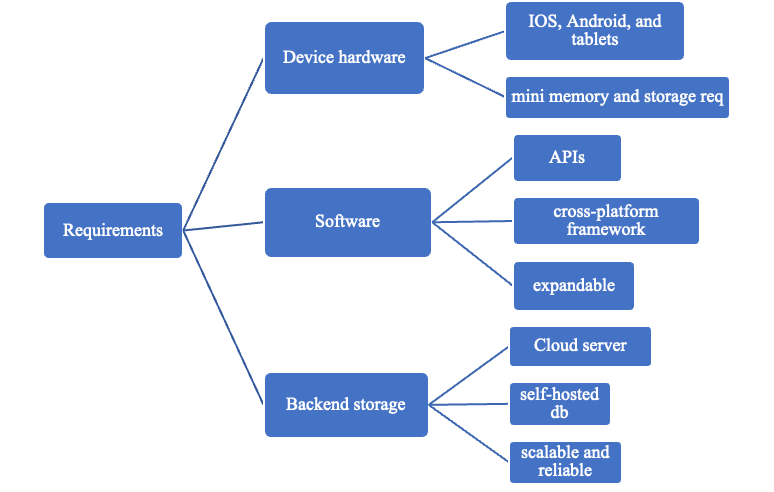 IOS, Android, and
tablets
Device hardware
mini memory and storage req
APIs
cross-platform
framework
Software
Requirements
expandable
Cloud server
Backend storage
self-hosted
db
scalable and
reliable